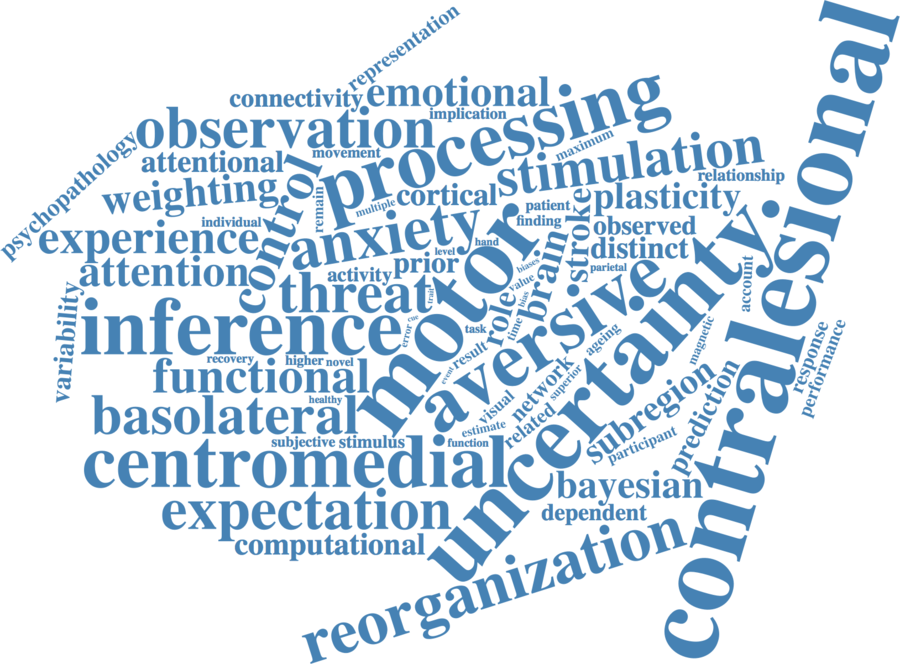 representation
contralesional
connectivity
emotional
implication
processing
observation
psychopathology
movement
maximum
attentional
stimulation
relationship
control
weighting
remain
multiple
cortical
plasticity
patient
individual
finding
stroke
observed
experience
anxiety
hand
distinct
motor
brain
level
prior
attention
activity
biases
parietal
account
uncertainty
threat
trait
value
aversive
variability
inference
cwe
error
task
role
time
bias
ageing
magnetic
response
performance
recovery
higher
novel
result
event
functional
network
superior
subregion
prediction
healthy
visual
basolateral
estimate
related
participant
subjective
stimulus
function
centromedial
bayesian
expectation
dependent
computational
reorganization